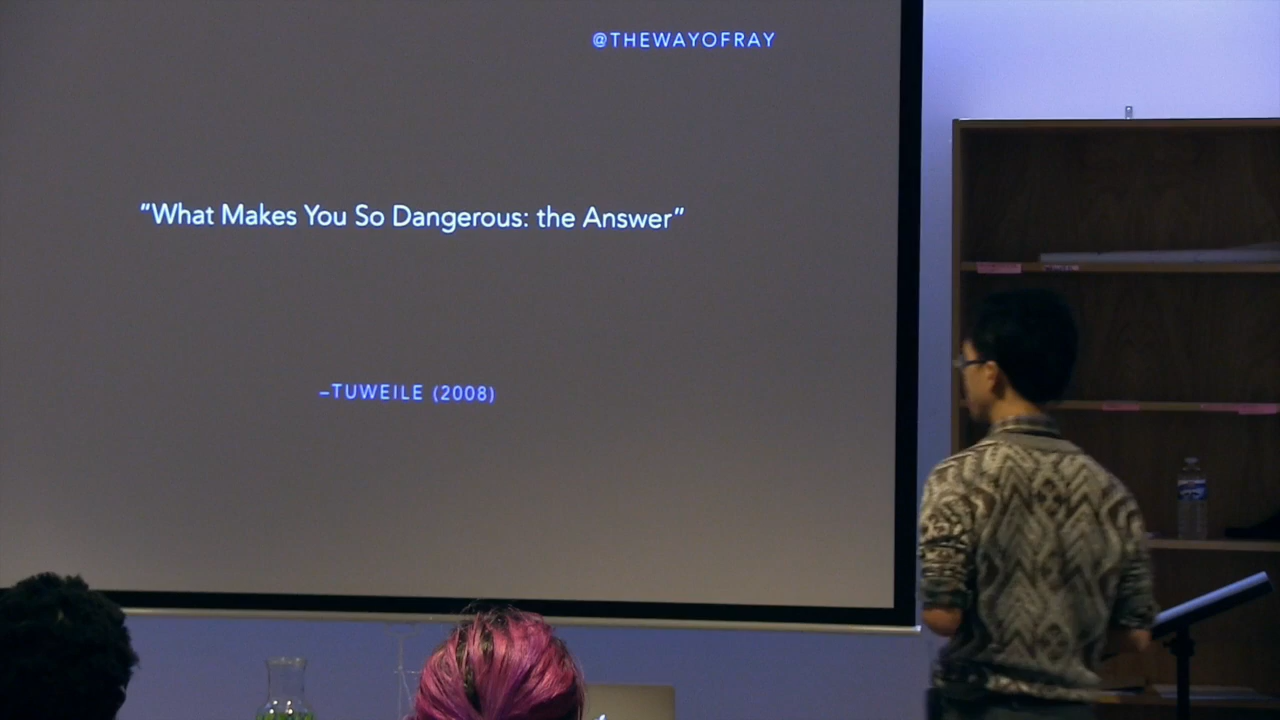 @THEWAYOFRAY
"What Makes You So Dangerous: the Answer"
–TUWEILE (2008)